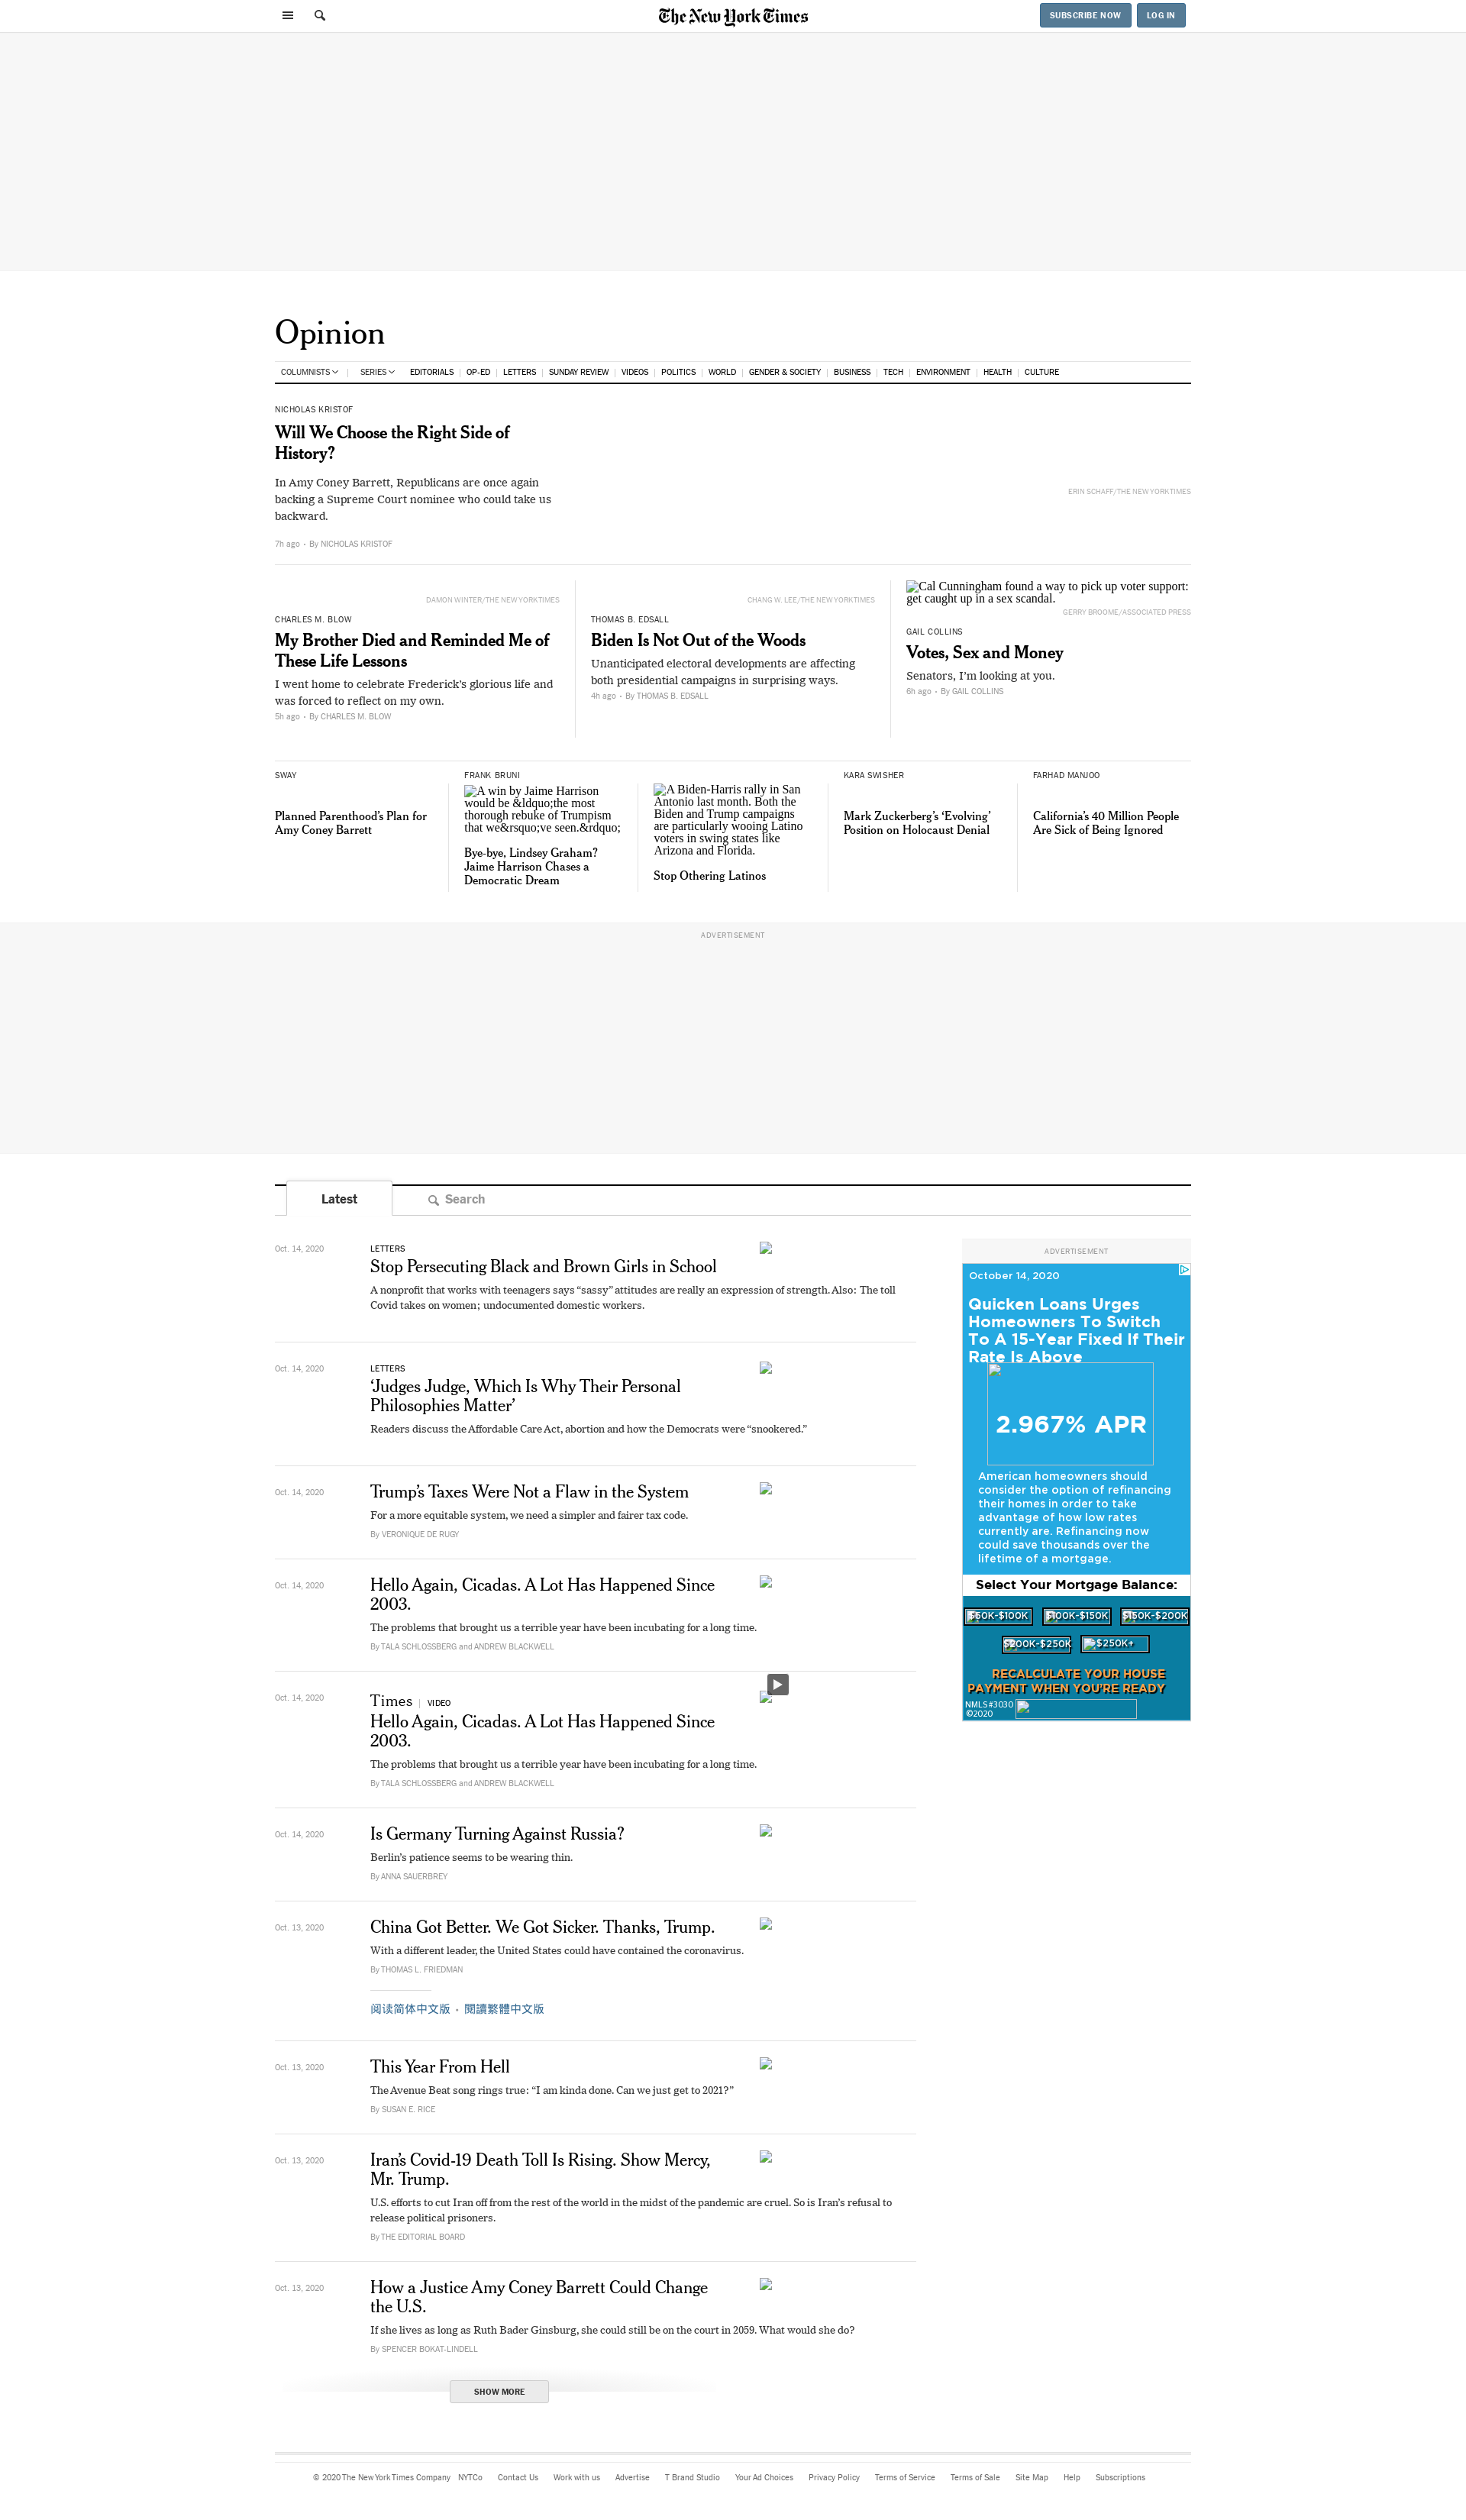 The New York Times
SUBSCRIBE NOW
LOG IN
Opinion
COLUMNISTS
SERIES
EDITORIALS
OP-ED
LETTERS
SUNDAY REVIEW
VIDEOS
POLITICS
WORLD
GENDER & SOCIETY
BUSINESS
TECH
ENVIRONMENT
HEALTH
CULTURE
NICHOLAS KRISTOF
Will We Choose the Right Side of
History?
In Amy Coney Barrett, Republicans are once again
backing a Supreme Court nominee who could take us
backward.
7h ago • By NICHOLAS KRISTOF
ERIN SCHAFF/THE NEW YORK TIMES
DAMON WINTER/THE NEW YORK TIMES
CHARLES M. BLOW
My Brother Died and Reminded Me of
These Life Lessons
I went home to celebrate Frederick’s glorious life and
was forced to reflect on my own.
5h ago • By CHARLES M. BLOW
CHANG W. LEE/THE NEW YORK TIMES
THOMAS B. EDSALL
Biden Is Not Out of the Woods
Unanticipated electoral developments are affecting
both presidential campaigns in surprising ways.
4h ago • By THOMAS B. EDSALL
Cal Cunningham found a way to pick up voter support:
get caught up in a sex scandal.
GERRY BROOME/ASSOCIATED PRESS
GAIL COLLINS
Votes, Sex and Money
Senators, I’m looking at you.
6h ago • By GAIL COLLINS
SWAY
Planned Parenthood’s Plan for
Amy Coney Barrett
FRANK BRUNI
A win by Jaime Harrison
would be &ldquo;the most
thorough rebuke of Trumpism
that we&rsquo;ve seen.&rdquo;
Bye-bye, Lindsey Graham?
Jaime Harrison Chases a
Democratic Dream
A Biden-Harris rally in San
Antonio last month. Both the
Biden and Trump campaigns
are particularly wooing Latino
voters in swing states like
Arizona and Florida.
Stop Othering Latinos
KARA SWISHER
Mark Zuckerberg’s ‘Evolving’
Position on Holocaust Denial
FARHAD MANJOO
California’s 40 Million People
Are Sick of Being Ignored
ADVERTISEMENT
Latest
Search
Oct. 14, 2020
LETTERS
Stop Persecuting Black and Brown Girls in School
A nonprofit that works with teenagers says “sassy” attitudes are really an expression of strength. Also: The toll
Covid takes on women; undocumented domestic workers.
Oct. 14, 2020
LETTERS
‘Judges Judge, Which Is Why Their Personal
Philosophies Matter’
Readers discuss the Affordable Care Act, abortion and how the Democrats were “snookered.”
Oct. 14, 2020
Trump’s Taxes Were Not a Flaw in the System
For a more equitable system, we need a simpler and fairer tax code.
By VERONIQUE DE RUGY
Oct. 14, 2020
Hello Again, Cicadas. A Lot Has Happened Since
2003.
The problems that brought us a terrible year have been incubating for a long time.
By TALA SCHLOSSBERG and ANDREW BLACKWELL
Oct. 14, 2020
Times
VIDEO
Hello Again, Cicadas. A Lot Has Happened Since
2003.
The problems that brought us a terrible year have been incubating for a long time.
By TALA SCHLOSSBERG and ANDREW BLACKWELL
Oct. 14, 2020
Is Germany Turning Against Russia?
Berlin’s patience seems to be wearing thin.
By ANNA SAUERBREY
Oct. 13, 2020
China Got Better. We Got Sicker. Thanks, Trump.
With a different leader, the United States could have contained the coronavirus.
By THOMAS L. FRIEDMAN
阅读简体中文版 • 閱讀繁體中文版
Oct. 13, 2020
This Year From Hell
The Avenue Beat song rings true: “I am kinda done. Can we just get to 2021?”
By SUSAN E. RICE
Oct. 13, 2020
Iran’s Covid-19 Death Toll Is Rising. Show Mercy,
Mr. Trump.
U.S. efforts to cut Iran off from the rest of the world in the midst of the pandemic are cruel. So is Iran’s refusal to
release political prisoners.
By THE EDITORIAL BOARD
Oct. 13, 2020
How a Justice Amy Coney Barrett Could Change
the U.S.
If she lives as long as Ruth Bader Ginsburg, she could still be on the court in 2059. What would she do?
By SPENCER BOKAT-LINDELL
SHOW MORE
ADVERTISEMENT
October 14, 2020
Quicken Loans Urges
Homeowners To Switch
To A 15-Year Fixed If Their
Rate Is Above
2.967% APR
American homeowners should
consider the option of refinancing
their homes in order to take
advantage of how low rates
currently are. Refinancing now
could save thousands over the
lifetime of a mortgage.
Select Your Mortgage Balance:
$50K-$100K
$100K-$150K
$150K-$200K
$200K-$250K
$250K+
RECALCULATE YOUR HOUSE
PAYMENT WHEN YOU'RE READY
NMLS #3030
©2020
© 2020 The New York Times Company
NYTCo
Contact Us
Work with us
Advertise
T Brand Studio
Your Ad Choices
Privacy Policy
Terms of Service
Terms of Sale
Site Map
Help
Subscriptions